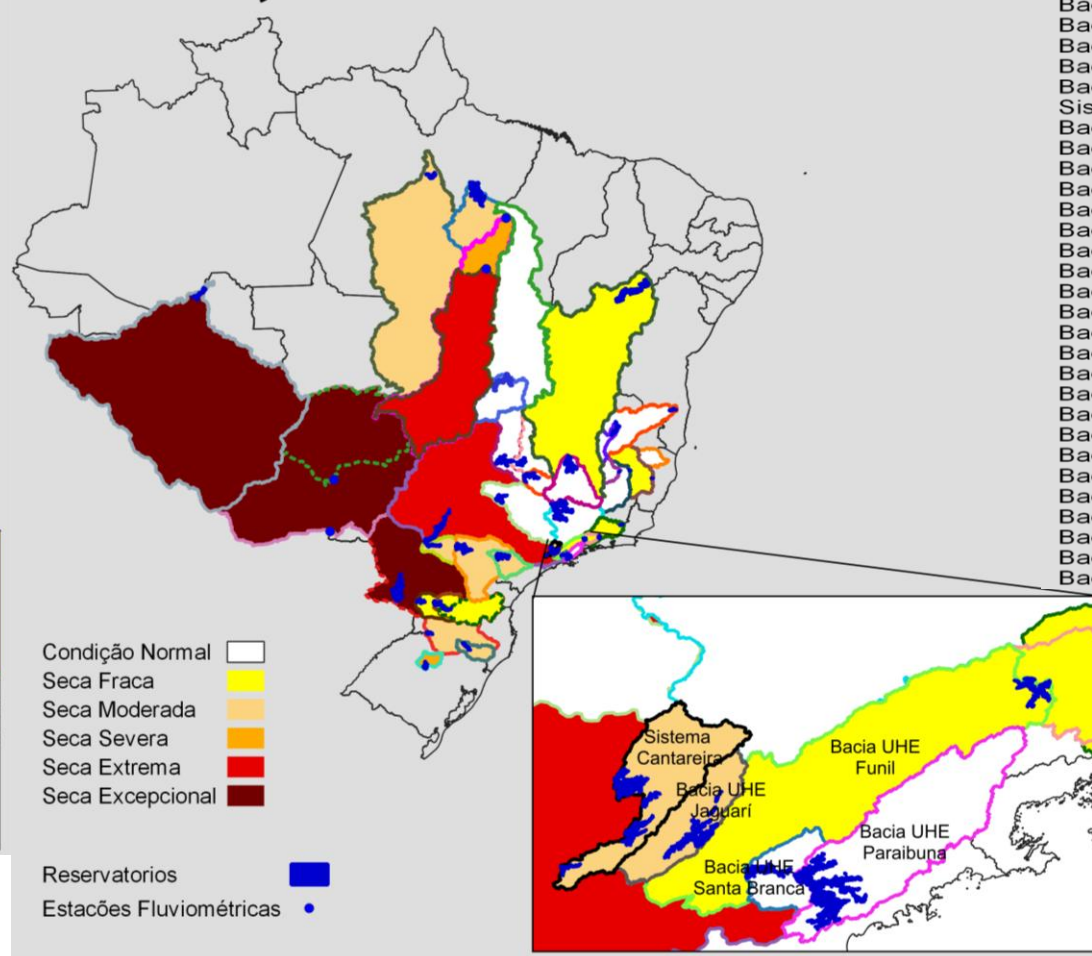 Condição Normal
Seca Fraca
Seca Moderada
Seca Severa
Seca Extrema
Seca Excepcional
Reservatorios
Estacões Fluviométricas
Sistema
Cantareira
Bacia UHE
Jaguarí
Bacia UHE
Funil
Bacia UHE
Paraibuna
Bacia UHE
Santa Branca